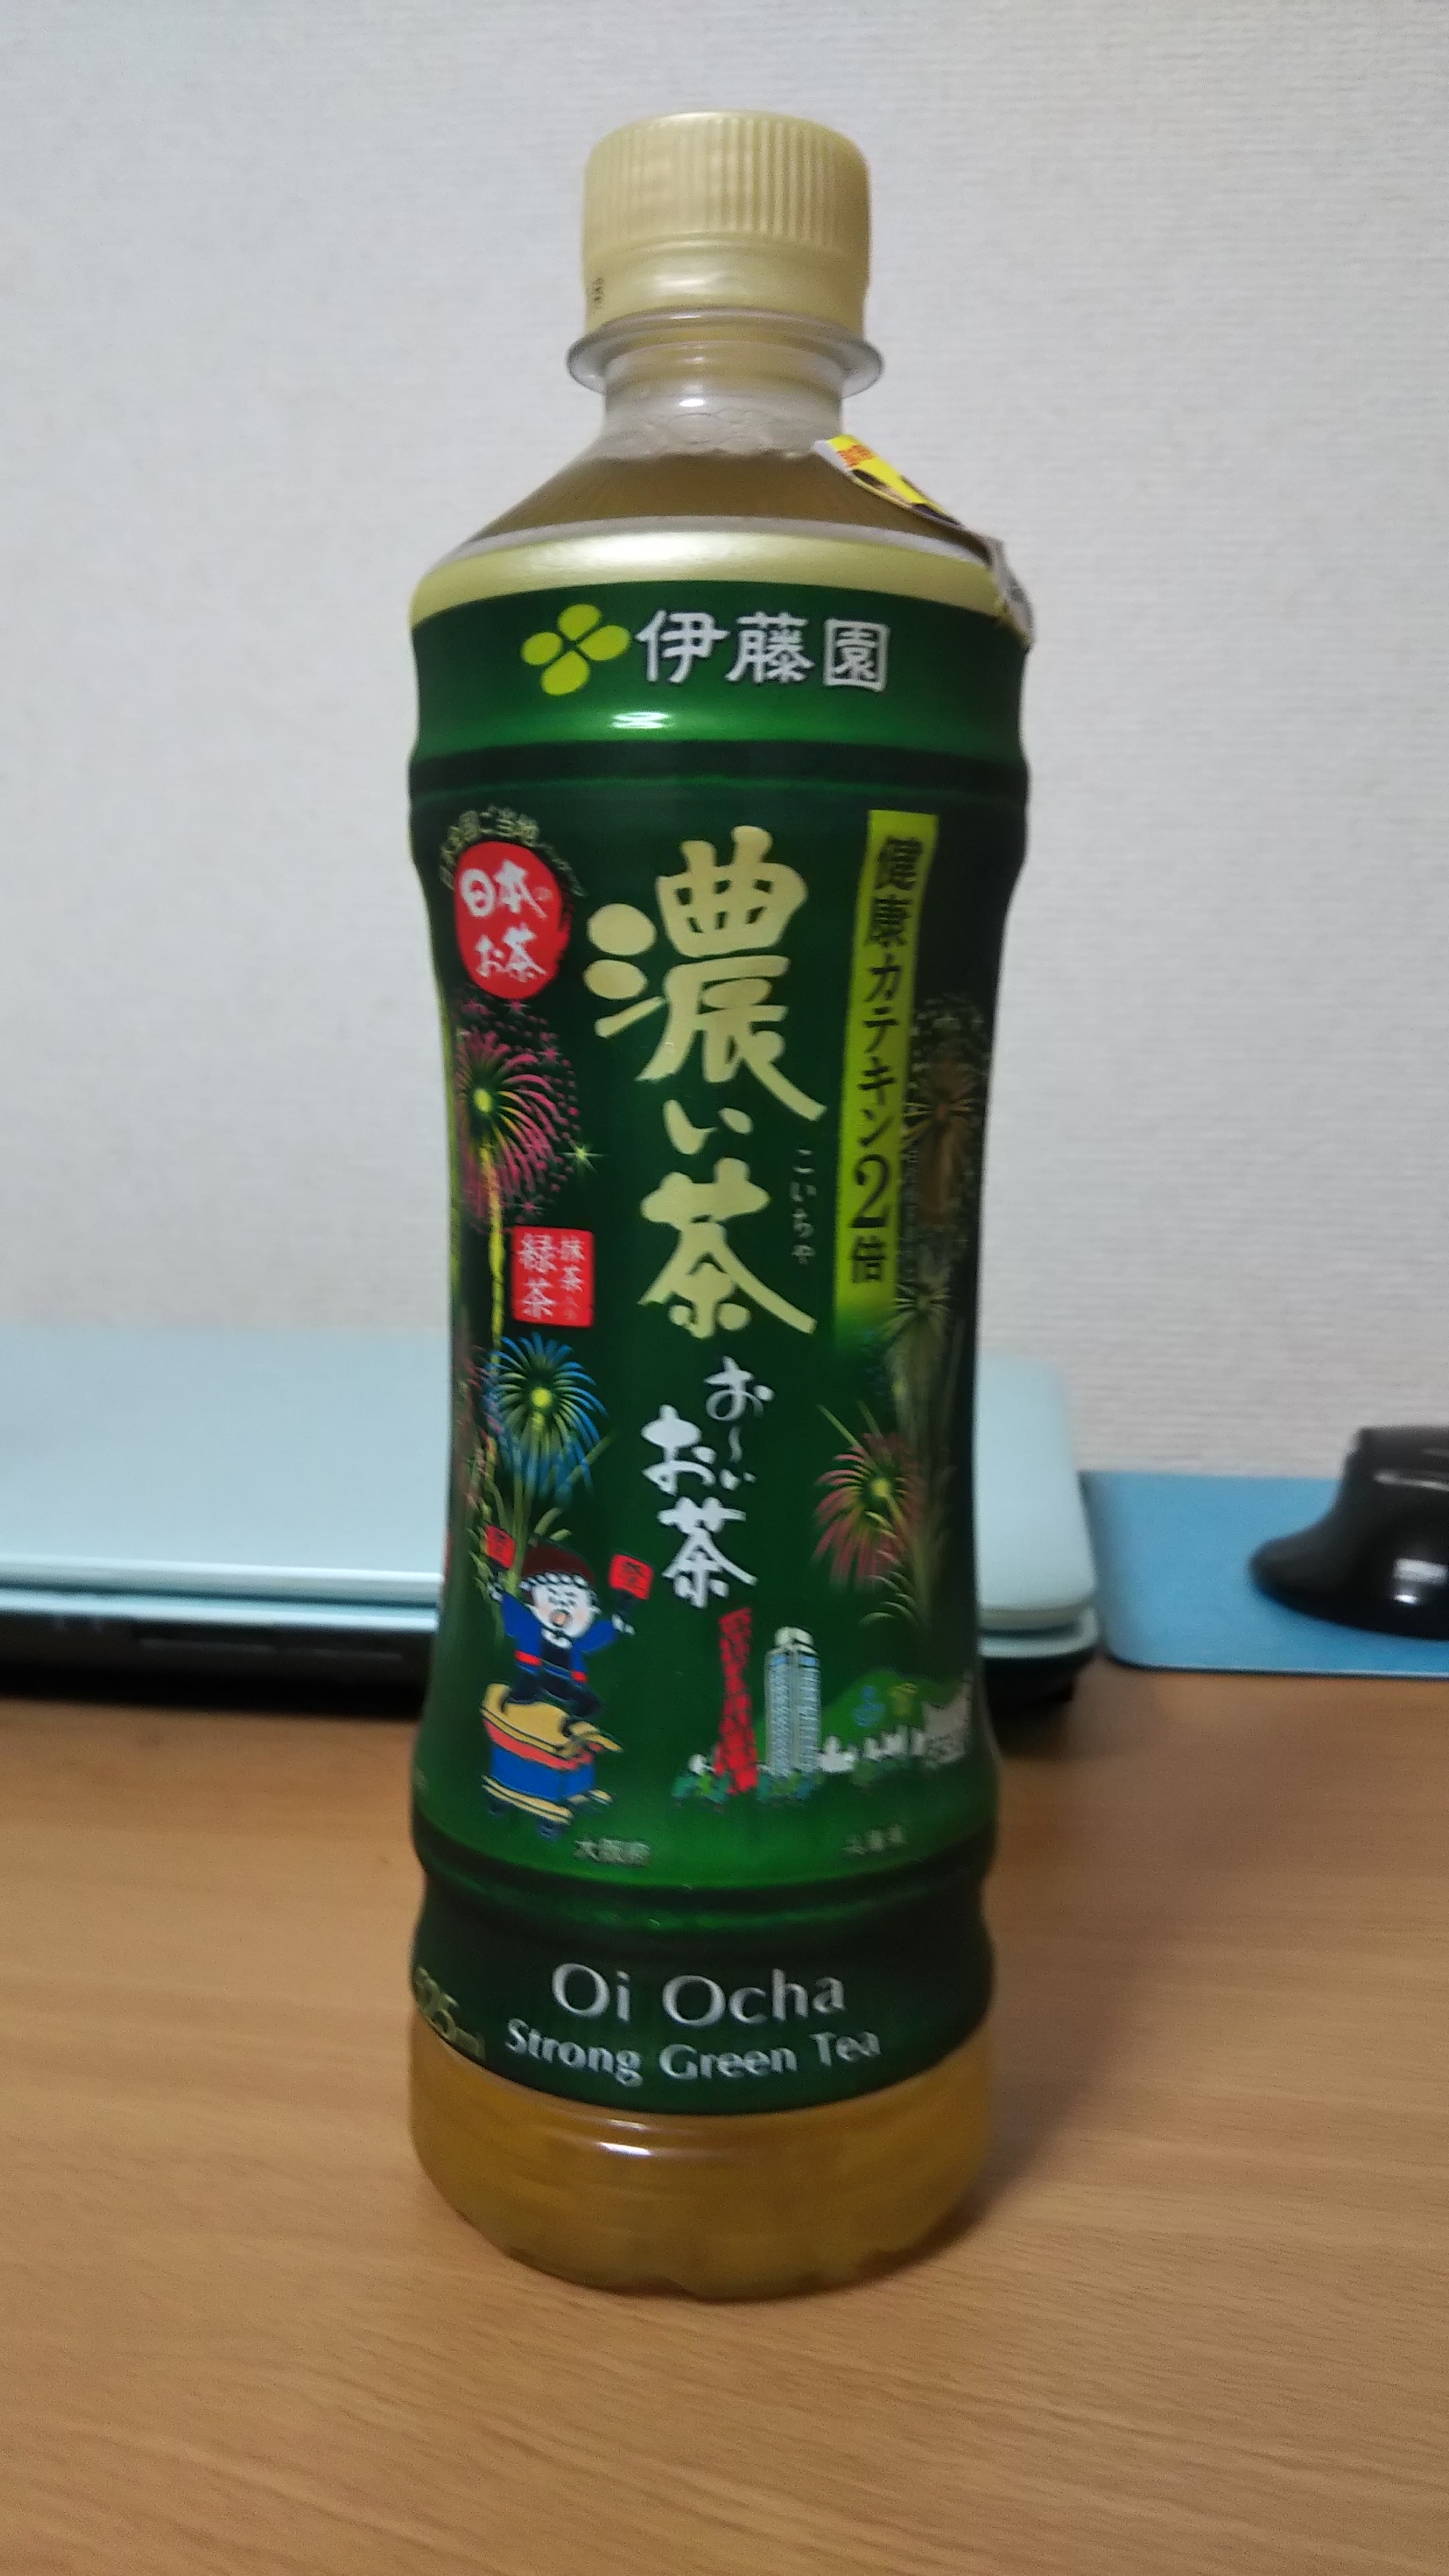 伊藤園
日本の
お茶
濃い茶
こいちゃ
健康カテキン2倍
抹茶入り
緑茶
お〜い
お茶
大阪府
Oi Ocha
Strong Green Tea